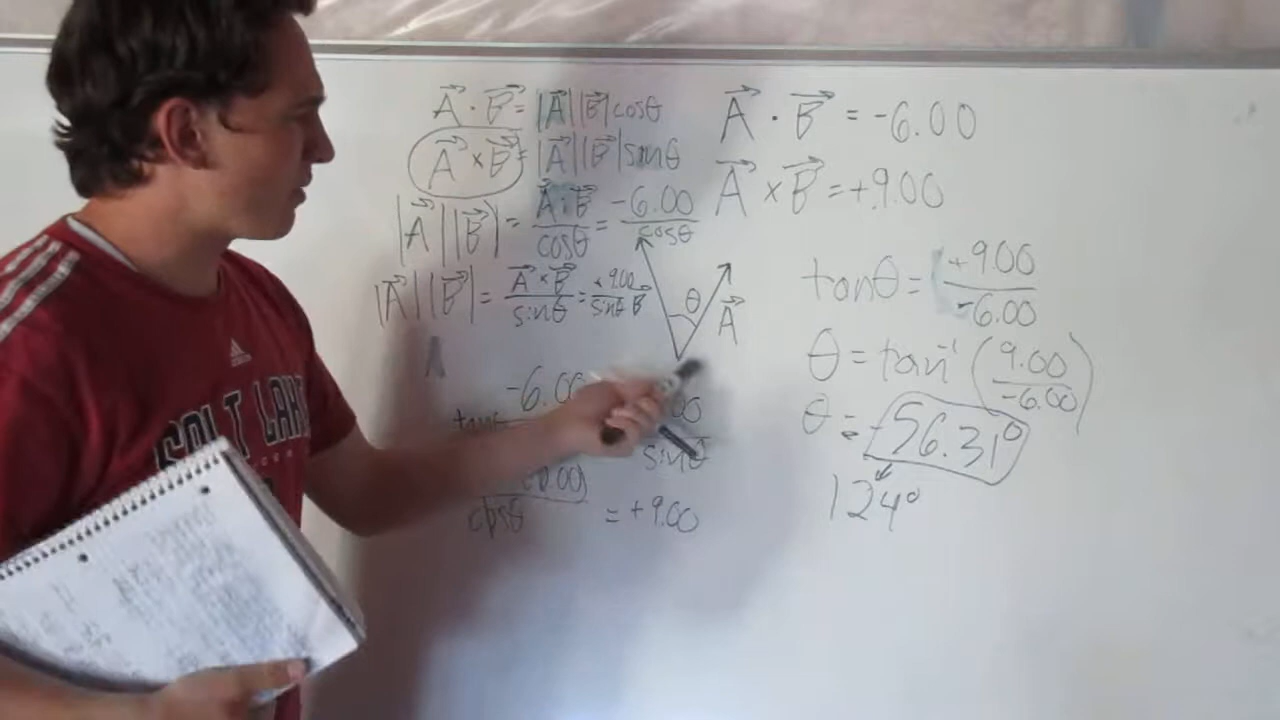 A⃗ · B⃗ = |A⃗||B⃗|cosθ
A⃗ × B⃗ = |A⃗||B⃗|sinθ
|A⃗||B⃗| = A⃗·B⃗/cosθ = -6.00/cosθ
|A⃗||B⃗| = A⃗×B⃗/sinθ = +9.00/sinθ
B⃗
θ
A⃗
-6.00
sinθ
cosθ = +9.00
A⃗ · B⃗ = -6.00
A⃗ × B⃗ = +9.00
tanθ = +9.00/-6.00
θ = tan⁻¹(9.00/-6.00)
θ = -56.31°
124°
SALT LAKE